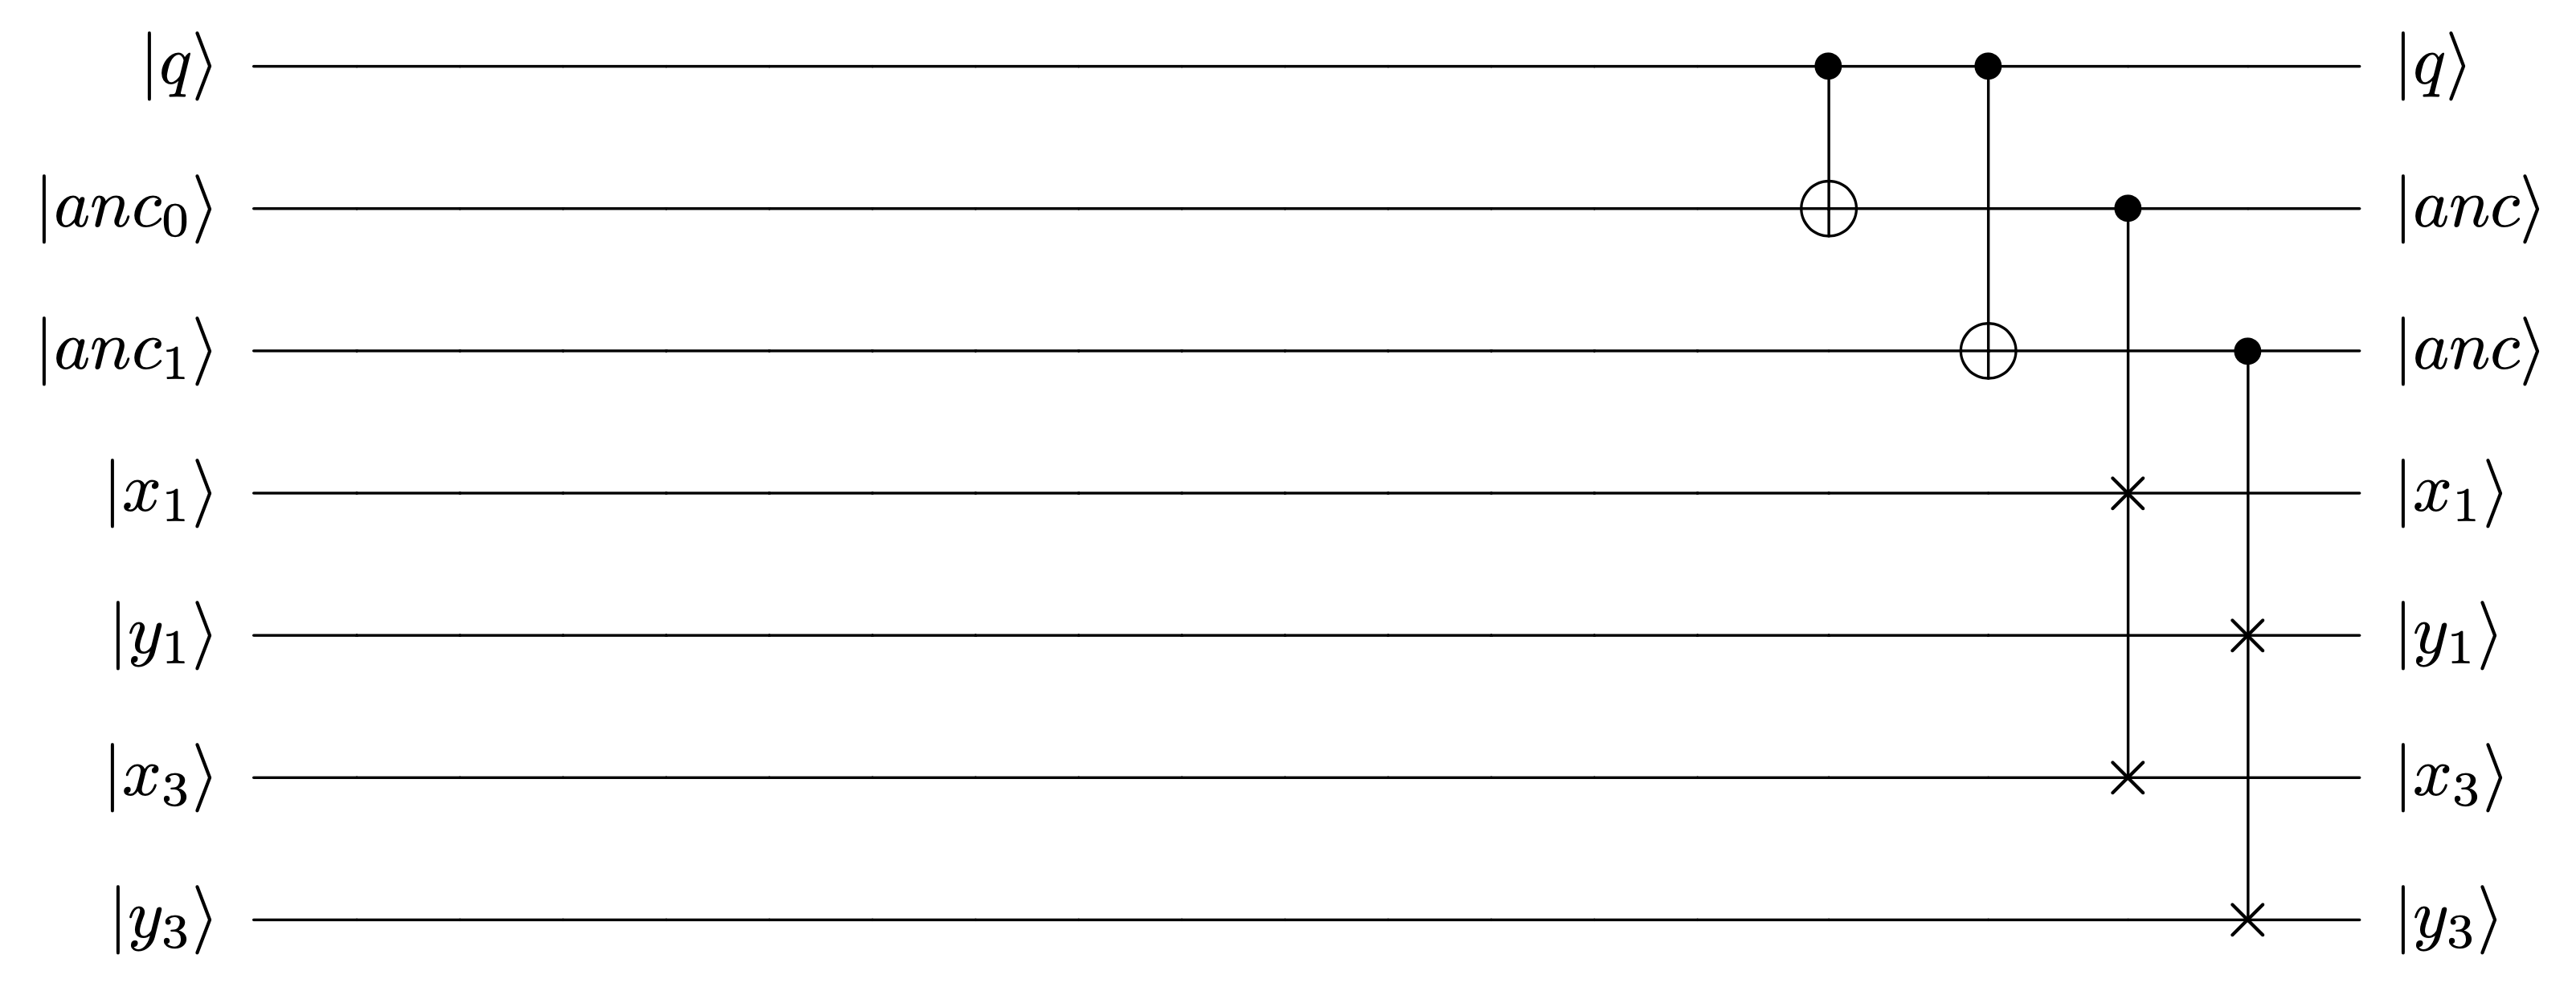 |q⟩ |q⟩
|anc₀⟩ |anc⟩
|anc₁⟩ |anc⟩
|x₁⟩ |x₁⟩
|y₁⟩ |y₁⟩
|x₃⟩ |x₃⟩
|y₃⟩ |y₃⟩